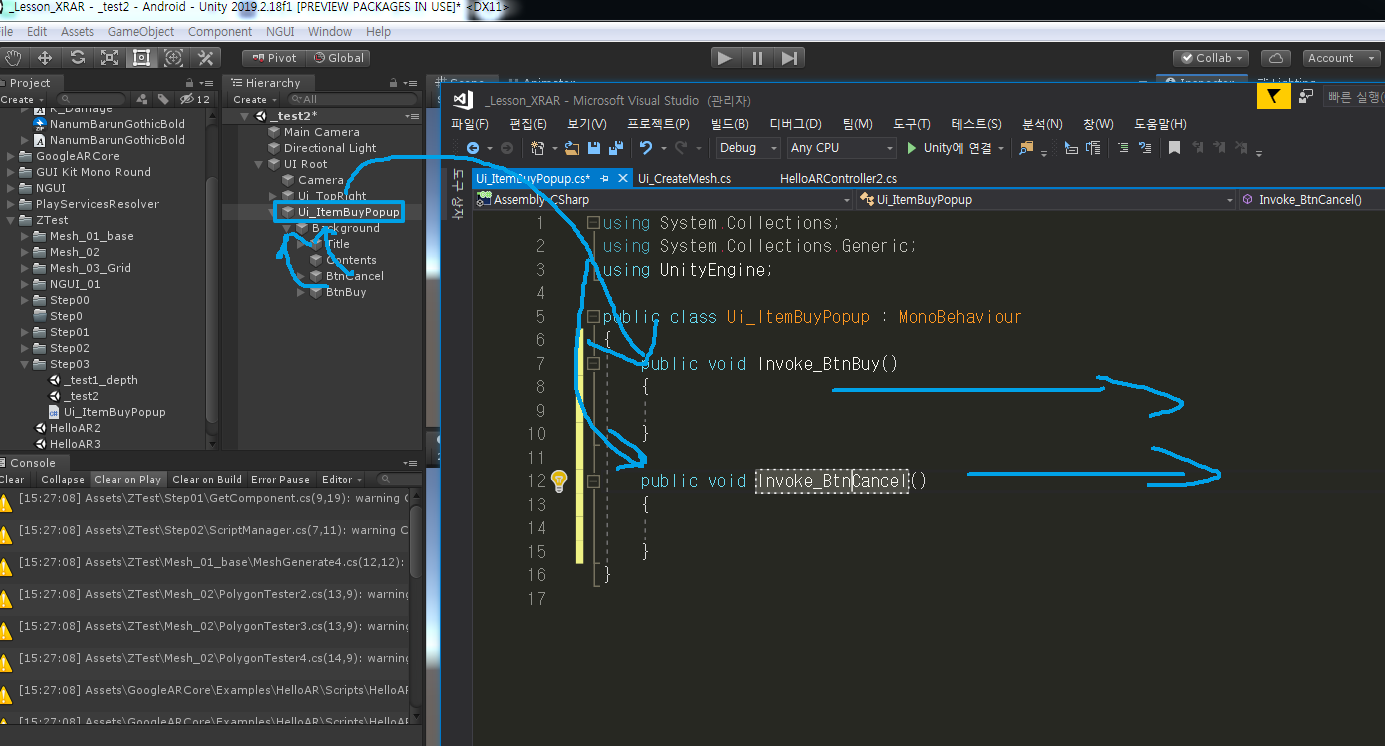 _Lesson_XRAR - _test2 - Android - Unity 2019.2.18f1 [PREVIEW PACKAGES IN USE]* <DX11>
File Edit Assets GameObject Component NGUI Window Help
Pivot Global Collab Account
Project
Create
12
K_Damage
NanumBarunGothicBold
NanumBarunGothicBold
GoogleARCore
GUI Kit Mono Round
NGUI
PlayServicesResolver
ZTest
Mesh_01_base
Mesh_02
Mesh_03_Grid
NGUI_01
Step00
Step0
Step01
Step02
Step03
_test1_depth
_test2
Ui_ItemBuyPopup
HelloAR2
HelloAR3
Hierarchy
Create All
_test2*
Main Camera
Directional Light
UI Root
Camera
Ui_TopRight
Ui_ItemBuyPopup
Background
Title
Contents
BtnCancel
BtnBuy
Console
Clear Collapse Clear on Play Clear on Build Error Pause Editor
[15:27:08] Assets\ZTest\Step01\GetComponent.cs(9,19): warning C
[15:27:08] Assets\ZTest\Step02\ScriptManager.cs(7,11): warning C
[15:27:08] Assets\ZTest\Mesh_01_base\MeshGenerate4.cs(12,12):
[15:27:08] Assets\ZTest\Mesh_02\PolygonTester2.cs(13,9): warning
[15:27:08] Assets\ZTest\Mesh_02\PolygonTester3.cs(13,9): warning
[15:27:08] Assets\ZTest\Mesh_02\PolygonTester4.cs(14,9): warning
[15:27:08] Assets\GoogleARCore\Examples\HelloAR\Scripts\HelloAR
[15:27:08] Assets\GoogleARCore\Examples\HelloAR\Scripts\HelloAR
_Lesson_XRAR - Microsoft Visual Studio (관리자)
빠른 실행(
파일(F) 편집(E) 보기(V) 프로젝트(P) 빌드(B) 디버그(D) 팀(M) 도구(T) 테스트(S) 분석(N) 창(W) 도움말(H)
Debug Any CPU Unity에 연결
도구 상자
Ui_ItemBuyPopup.cs* Ui_CreateMesh.cs HelloARController2.cs
Assembly-CSharp Ui_ItemBuyPopup Invoke_BtnCancel()
1 using System.Collections;
2 using System.Collections.Generic;
3 using UnityEngine;
4
5 public class Ui_ItemBuyPopup : MonoBehaviour
6 {
7 public void Invoke_BtnBuy()
8 {
9
10 }
11
12 public void Invoke_BtnCancel()
13 {
14
15 }
16 }
17